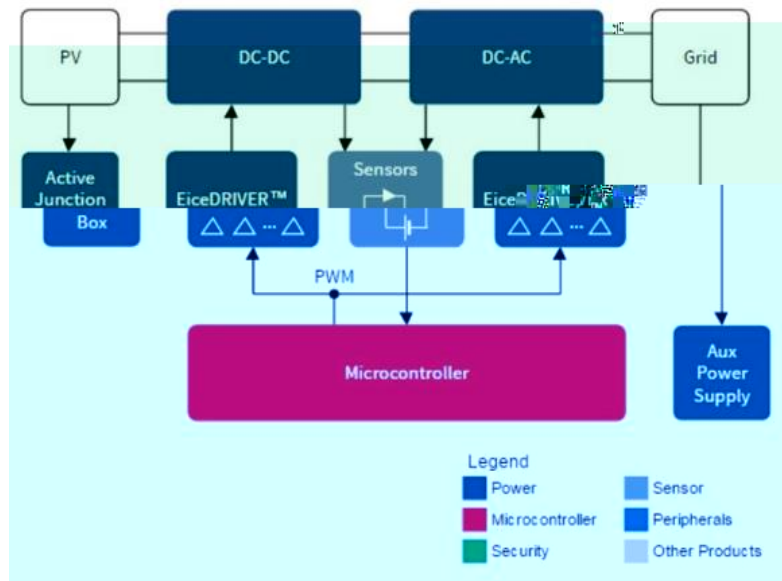 PV
DC-DC
DC-AC
Grid
Active
Junction
Box
EiceDRIVER™
Sensors
PWM
Microcontroller
Aux
Power
Supply
Legend
Power
Sensor
Microcontroller
Peripherals
Security
Other Products